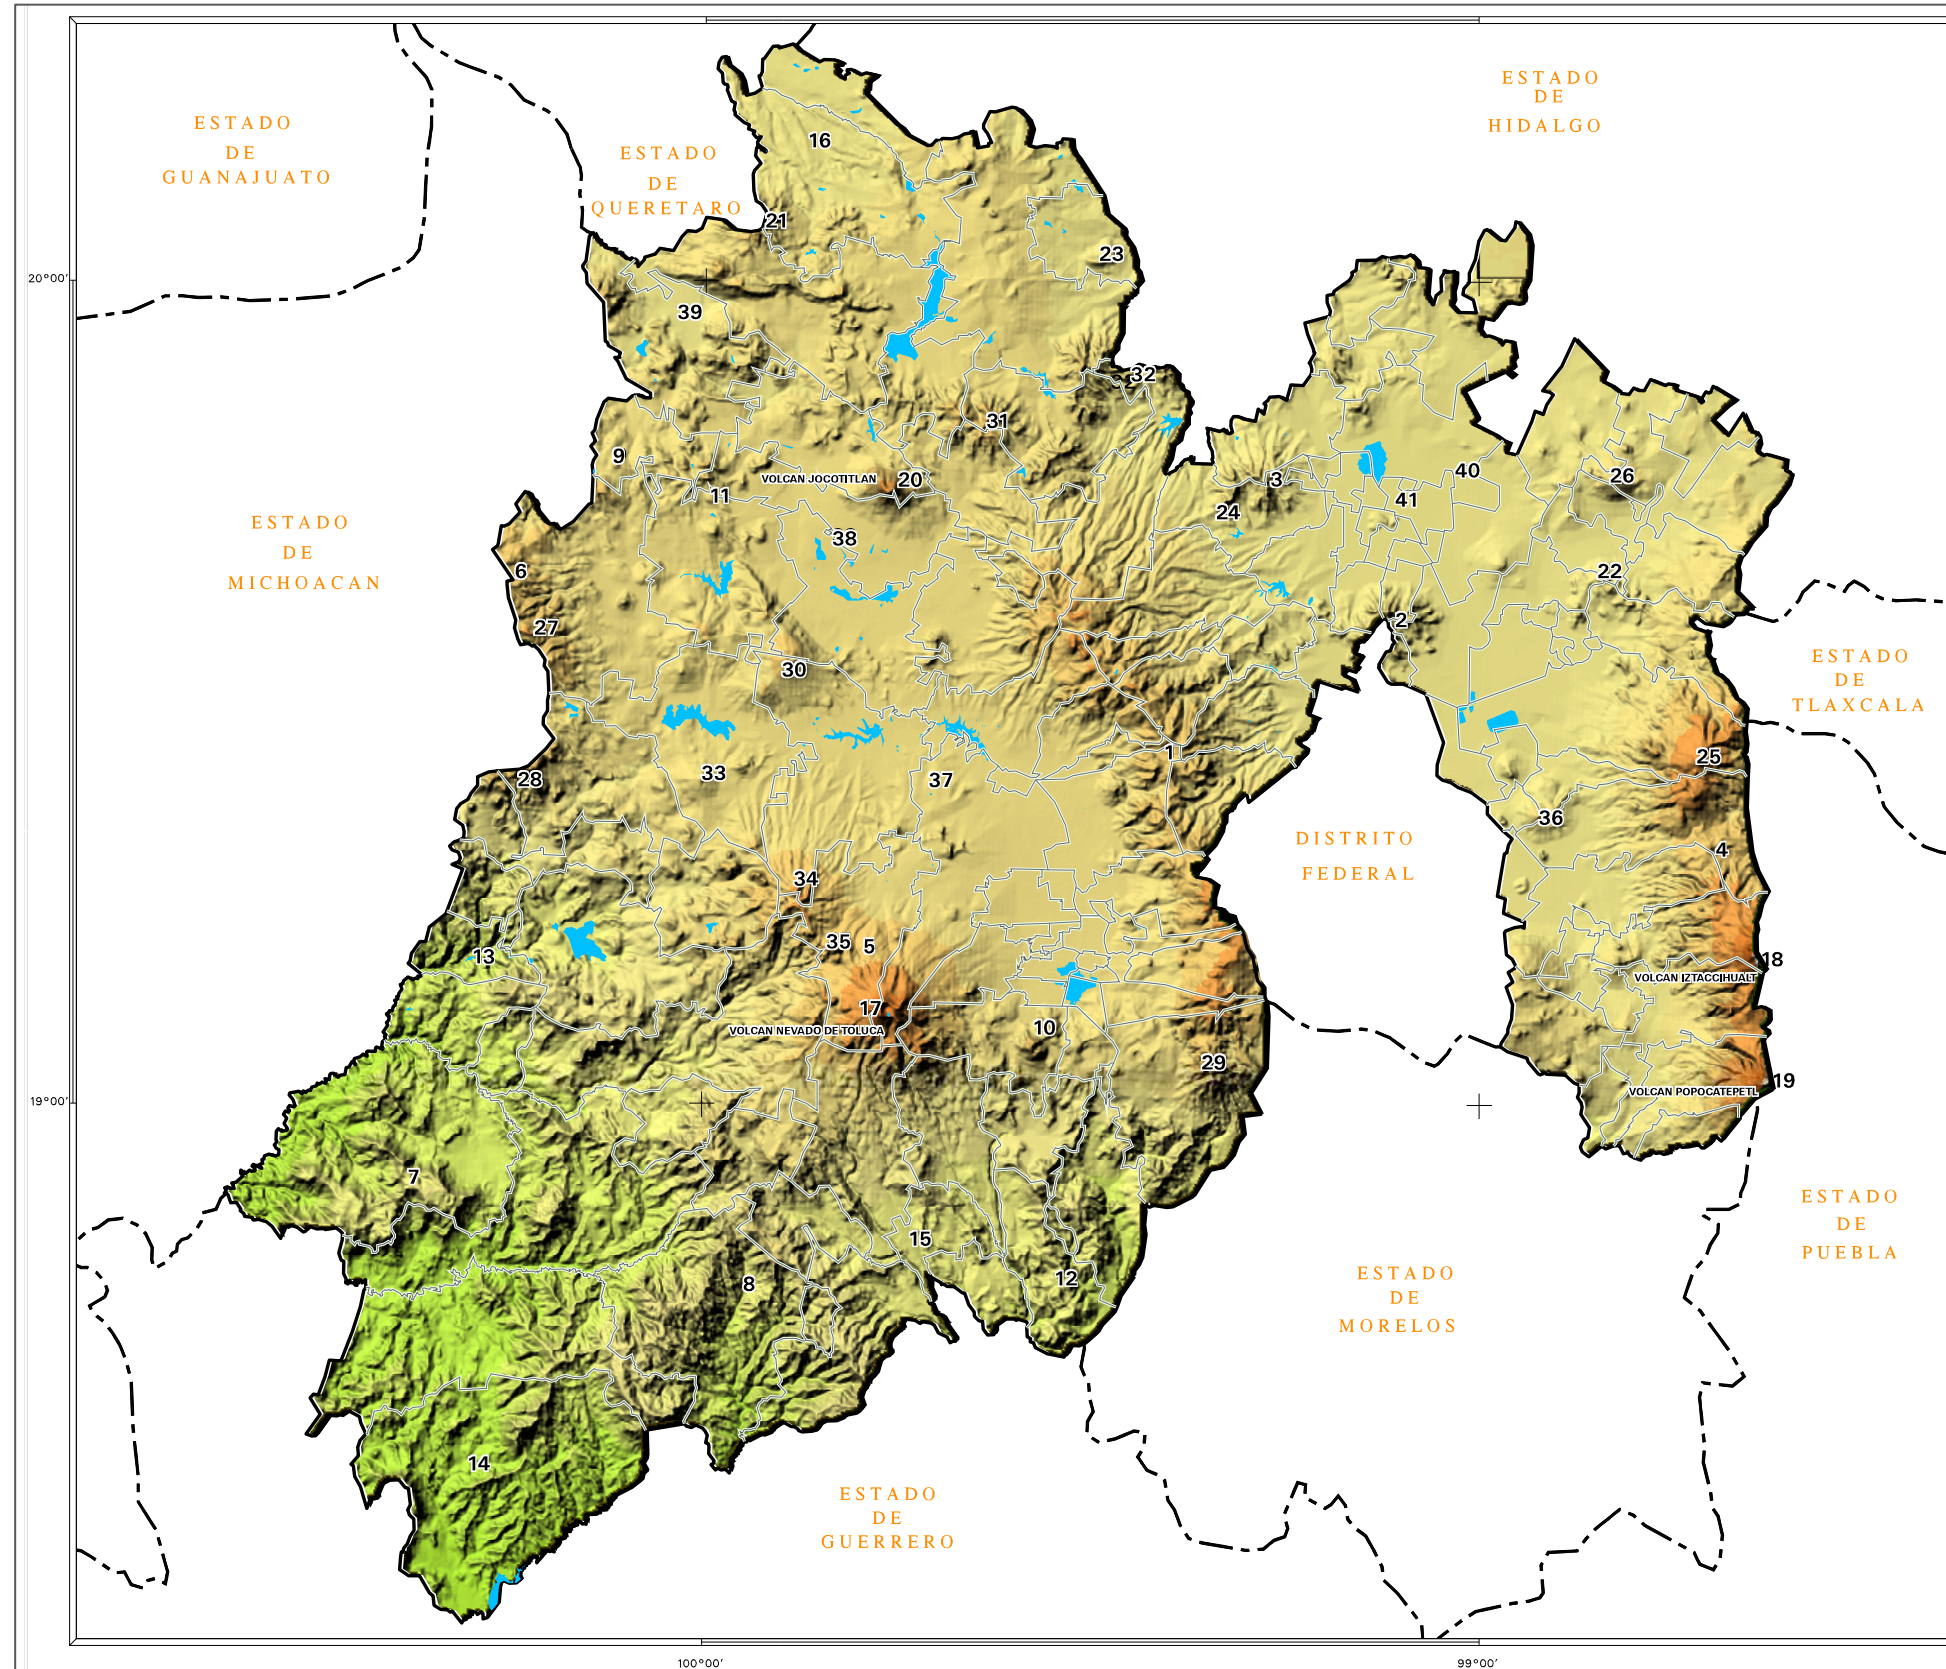 ESTADO
DE
HIDALGO
ESTADO
DE
GUANAJUATO
ESTADO
DE
QUERETARO
16
21
23
20°00'
39
32
31
9
VOLCAN JOCOTITLAN
20
11
3
40
41
26
24
38
ESTADO
DE
MICHOACAN
6
22
27
2
30
ESTADO
DE
TLAXCALA
1
25
33
28
37
36
DISTRITO
FEDERAL
4
34
35
5
13
18
VOLCAN IZTACCIHUALT
17
10
VOLCAN NEVADO DE TOLUCA
29
19
VOLCAN POPOCATEPETL
19°00'
7
ESTADO
DE
PUEBLA
15
12
8
ESTADO
DE
MORELOS
14
ESTADO
DE
GUERRERO
100°00'
99°00'